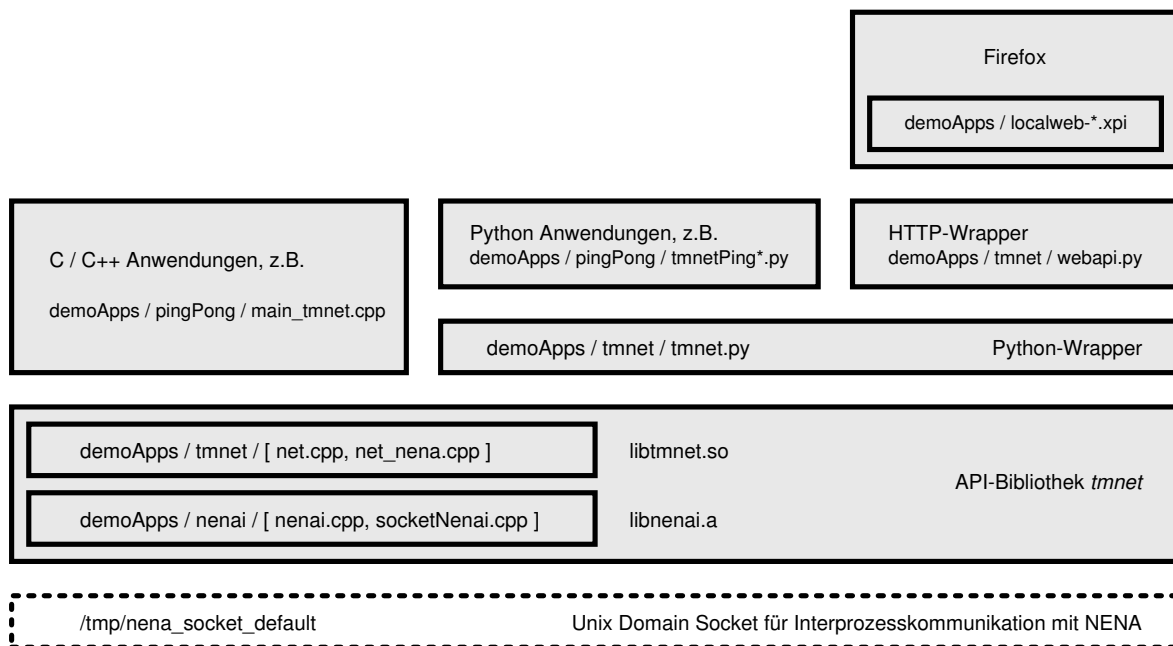 Firefox
demoApps / localweb-*.xpi
C / C++ Anwendungen, z.B.
demoApps / pingPong / main_tmnet.cpp
Python Anwendungen, z.B.
demoApps / pingPong / tmnetPing*.py
HTTP-Wrapper
demoApps / tmnet / webapi.py
demoApps / tmnet / tmnet.py Python-Wrapper
demoApps / tmnet / [ net.cpp, net_nena.cpp ] libtmnet.so
API-Bibliothek tmnet
demoApps / nenai / [ nenai.cpp, socketNenai.cpp ] libnenai.a
/tmp/nena_socket_default Unix Domain Socket für Interprozesskommunikation mit NENA